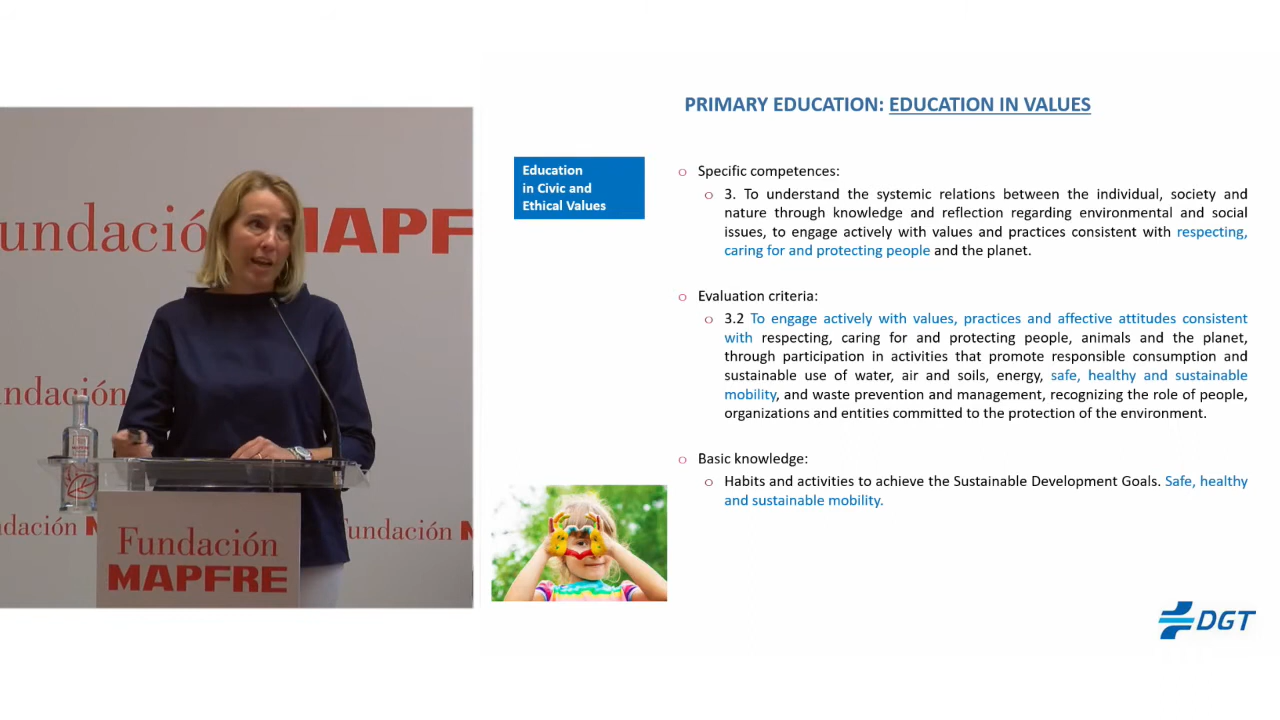 undación MAPF
ndación
MAPFRE
dación M
Fundación M
Fundación
MAPFRE
PRIMARY EDUCATION: EDUCATION IN VALUES
Education
in Civic and
Ethical Values
o Specific competences:
o 3. To understand the systemic relations between the individual, society and
nature through knowledge and reflection regarding environmental and social
issues, to engage actively with values and practices consistent with respecting,
caring for and protecting people and the planet.
o Evaluation criteria:
o 3.2 To engage actively with values, practices and affective attitudes consistent
with respecting, caring for and protecting people, animals and the planet,
through participation in activities that promote responsible consumption and
sustainable use of water, air and soils, energy, safe, healthy and sustainable
mobility, and waste prevention and management, recognizing the role of people,
organizations and entities committed to the protection of the environment.
o Basic knowledge:
o Habits and activities to achieve the Sustainable Development Goals. Safe, healthy
and sustainable mobility.
DGT